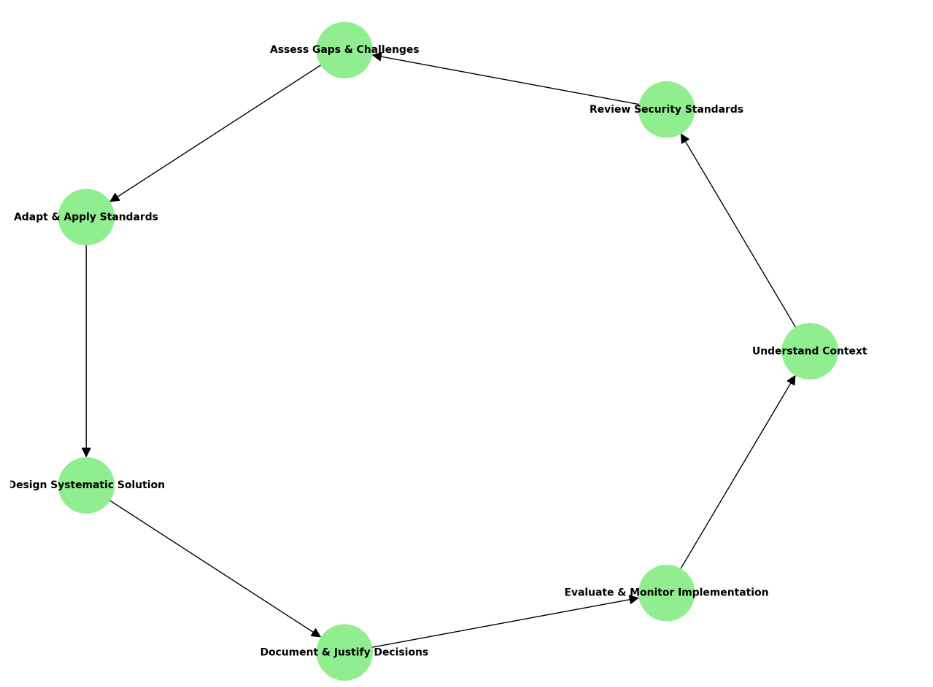 Assess Gaps & Challenges
Review Security Standards
Adapt & Apply Standards
Understand Context
Design Systematic Solution
Evaluate & Monitor Implementation
Document & Justify Decisions